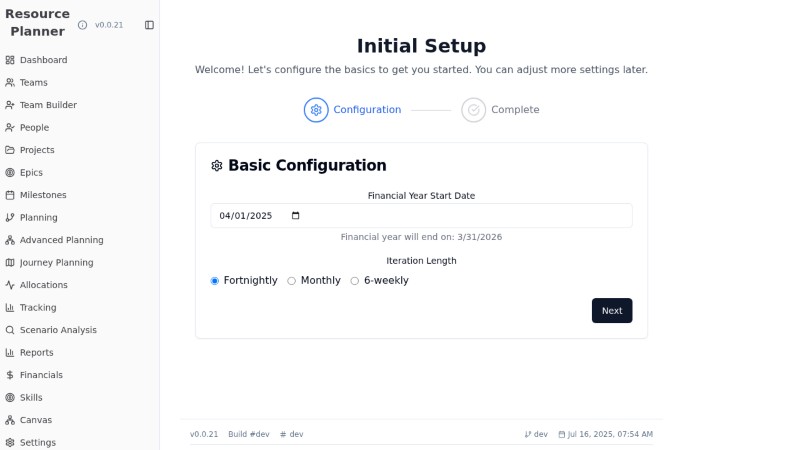 Resource
Planner
v0.0.21
Dashboard
Teams
Team Builder
People
Projects
Epics
Milestones
Planning
Advanced Planning
Journey Planning
Allocations
Tracking
Scenario Analysis
Reports
Financials
Skills
Canvas
Settings
Initial Setup
Welcome! Let's configure the basics to get you started. You can adjust more settings later.
Configuration
Complete
Basic Configuration
Financial Year Start Date
04/01/2025
Financial year will end on: 3/31/2026
Iteration Length
Fortnightly Monthly 6-weekly
Next
v0.0.21 Build #dev # dev dev Jul 16, 2025, 07:54 AM